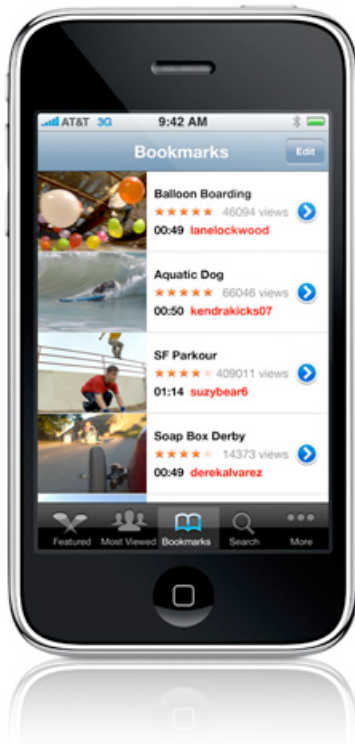 AT&T 3G 9:42 AM
Bookmarks Edit
Balloon Boarding
46094 views
00:49 lanelockwood
Aquatic Dog
66046 views
00:50 kendrakicks07
SF Parkour
409011 views
01:14 suzybear6
Soap Box Derby
14373 views
00:49 derekalvarez
Featured Most Viewed Bookmarks Search More